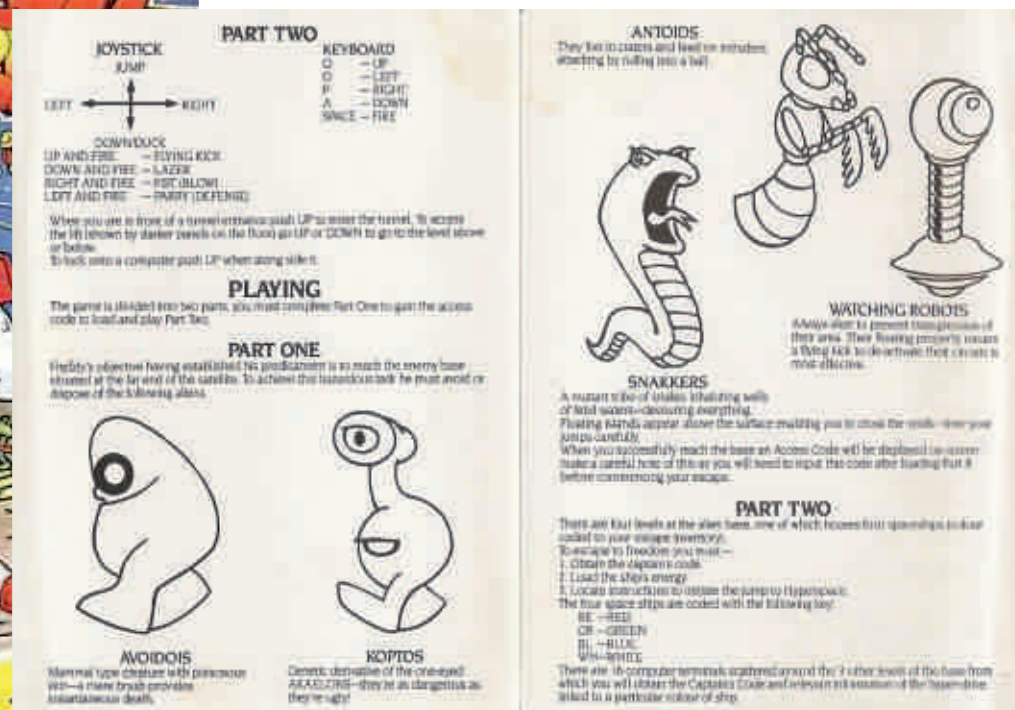 PART TWO
JOYSTICK
JUMP
LEFT
RIGHT
DOWN/DUCK
KEYBOARD
Q – UP
O – LEFT
P – RIGHT
A – DOWN
SPACE – FIRE
UP AND FIRE – FLYING KICK
DOWN AND FIRE – LAZER
RIGHT AND FIRE – FIST (BLOW)
LEFT AND FIRE – PARRY (DEFENSE)
When you are in front of a tunnel entrance push UP to enter the tunnel. To access
the lift (shown by darker panels on the floor) go UP or DOWN to go to the level above
or below.
To lock onto a computer push UP when along side it.
PLAYING
The game is divided into two parts, you must complete Part One to gain the access
code to load and play Part Two.
PART ONE
Freddy's objective having established his predicament is to reach the enemy base
situated at the far end of the satellite. To achieve this hazardous task he must avoid or
dispose of the following aliens.
AVOIDOIS
Mammal type creature with poisonous
skin—a mere brush provides
instantaneous death.
KOPTOS
Genetic derivative of the one-eyed
they're as dangerous as
they're ugly!
ANTOIDS
They live in craters and feed on intruders
attacking by rolling into a ball.
WATCHING ROBOTS
Always alert to prevent transgression of
their area. Their floating property means
a flying kick to de-activate their circuits is
most effective.
SNAKKERS
A mutant tribe of snakes inhabiting wells
of fetid waters—devouring everything.
Floating islands appear above the surface enabling you to cross the wells—time your
jumps carefully.
When you successfully reach the base an Access Code will be displayed on screen
make a careful note of this as you will need to input this code after loading Part II
before commencing your escape.
PART TWO
There are four levels at the alien base, one of which houses four spaceships colour
coded to your escape inventory.
To escape to freedom you must—
1. Obtain the captain's code.
2. Load the ship's energy.
3. Locate instructions to initiate the jump to Hyperspace.
The four space ships are coded with the following key:
RE —RED
GR —GREEN
BL —BLUE
WH—WHITE
There are 16 computer terminals scattered around the 3 other levels of the base from
which you will obtain the Captain's Code and relevant information of the hyper-drive
linked to a particular colour of ship.